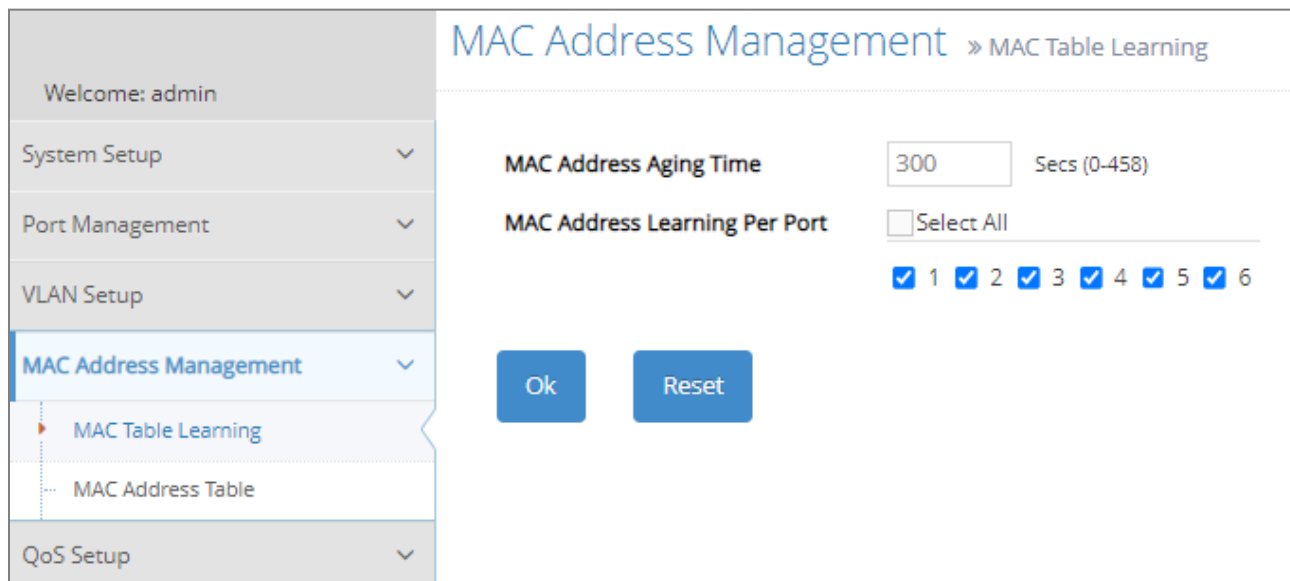 MAC Address Management » MAC Table Learning
Welcome: admin
System Setup
Port Management
VLAN Setup
MAC Address Management
MAC Table Learning
MAC Address Table
QoS Setup
MAC Address Aging Time 300 Secs (0-458)
MAC Address Learning Per Port Select All
1 2 3 4 5 6
Ok Reset